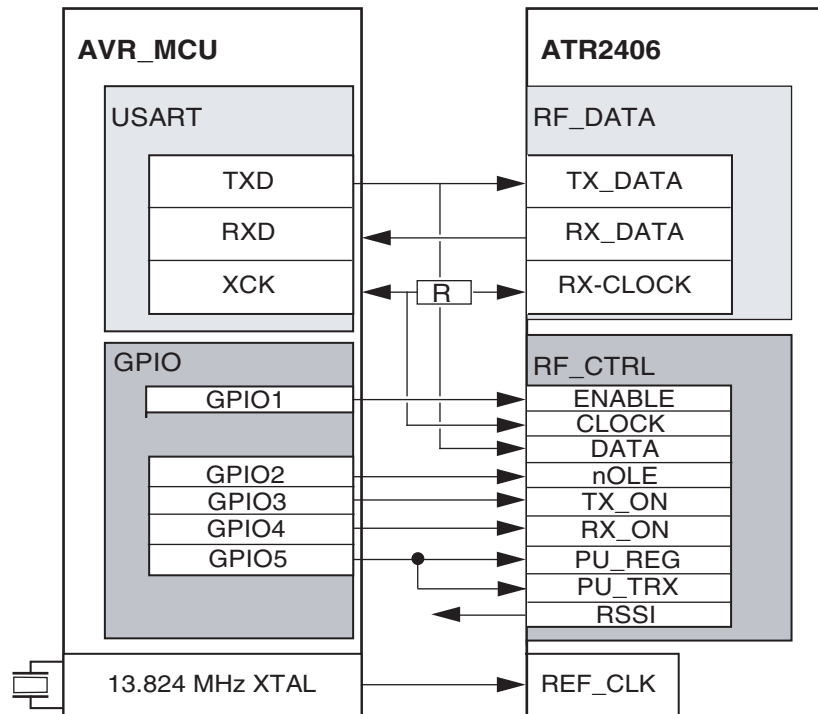 AVR_MCU
USART
TXD
RXD
XCK
GPIO
GPIO1
GPIO2
GPIO3
GPIO4
GPIO5
13.824 MHz XTAL
R
ATR2406
RF_DATA
TX_DATA
RX_DATA
RX-CLOCK
RF_CTRL
ENABLE
CLOCK
DATA
nOLE
TX_ON
RX_ON
PU_REG
PU_TRX
RSSI
REF_CLK